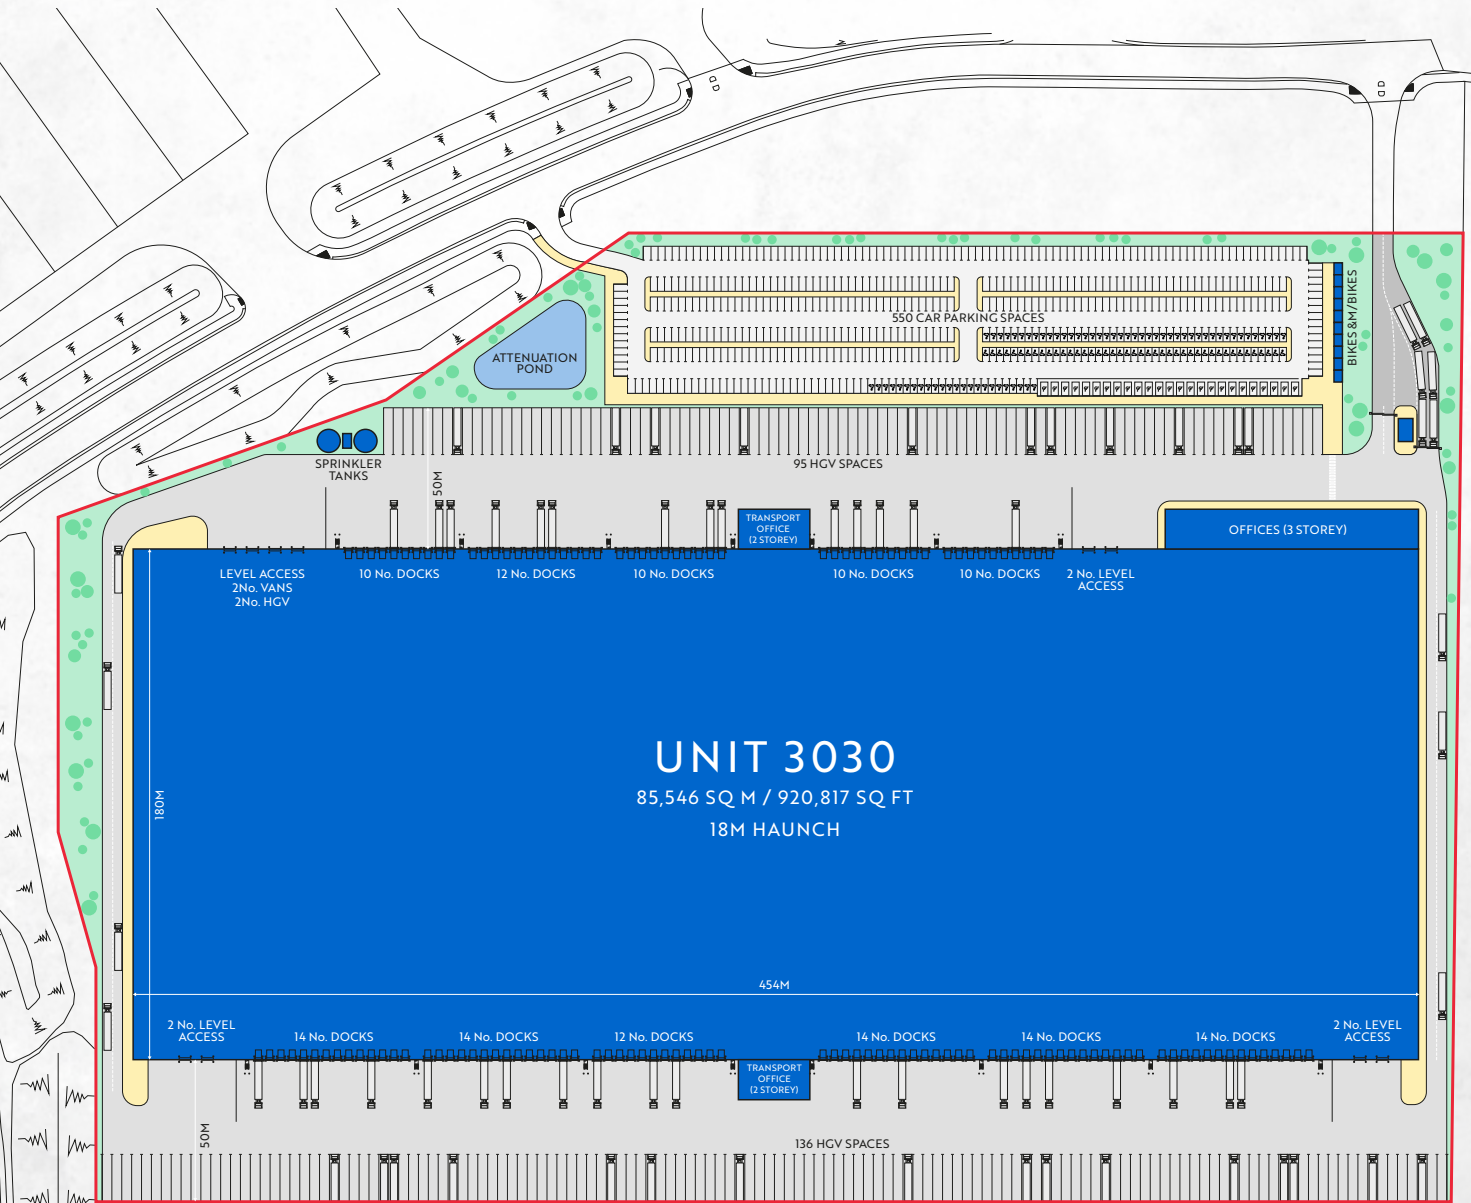 550 CAR PARKING SPACES
BIKES &M/BIKES
ATTENUATION
POND
SPRINKLER
TANKS
95 HGV SPACES
50M
TRANSPORT
OFFICE
(2 STOREY)
OFFICES (3 STOREY)
LEVEL ACCESS
2No. VANS
2No. HGV
10 No. DOCKS
12 No. DOCKS
10 No. DOCKS
10 No. DOCKS
10 No. DOCKS
2 No. LEVEL
ACCESS
UNIT 3030
85,546 SQ M / 920,817 SQ FT
18M HAUNCH
180M
454M
2 No. LEVEL
ACCESS
14 No. DOCKS
14 No. DOCKS
12 No. DOCKS
14 No. DOCKS
14 No. DOCKS
14 No. DOCKS
2 No. LEVEL
ACCESS
TRANSPORT
OFFICE
(2 STOREY)
50M
136 HGV SPACES